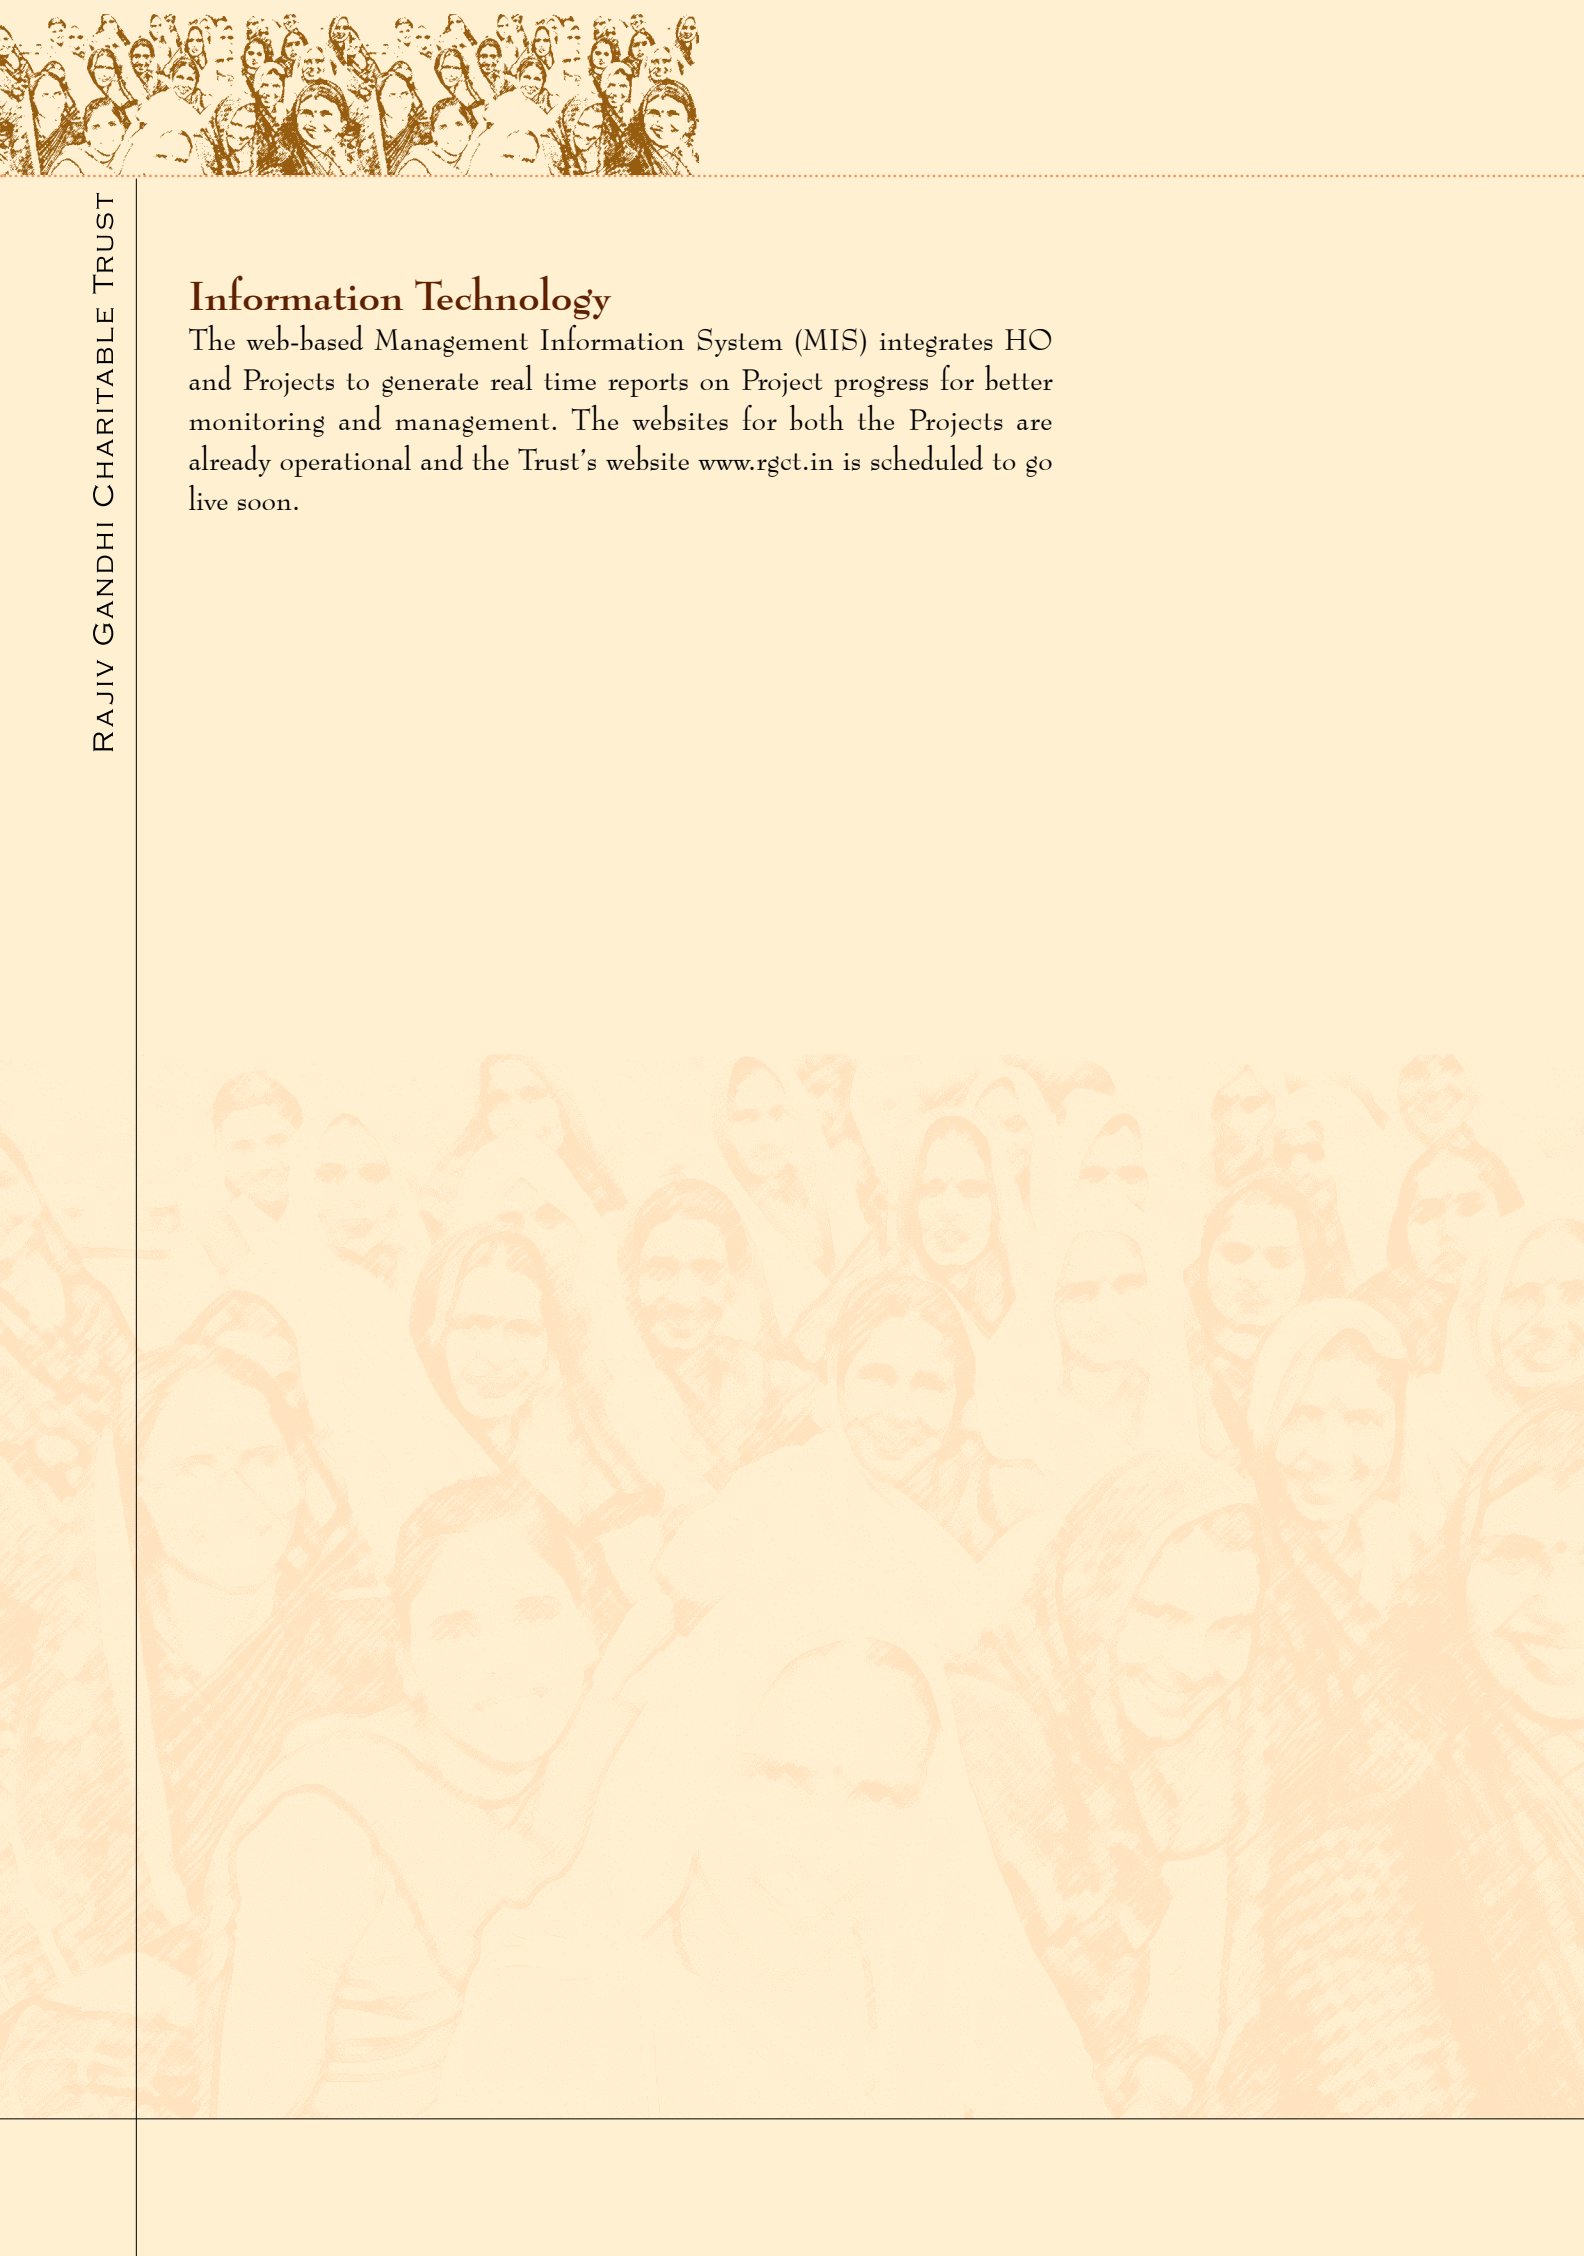 RAJIV GANDHI CHARITABLE TRUST
Information Technology
The web-based Management Information System (MIS) integrates HO
and Projects to generate real time reports on Project progress for better
monitoring and management. The websites for both the Projects are
already operational and the Trust’s website www.rgct.in is scheduled to go
live soon.